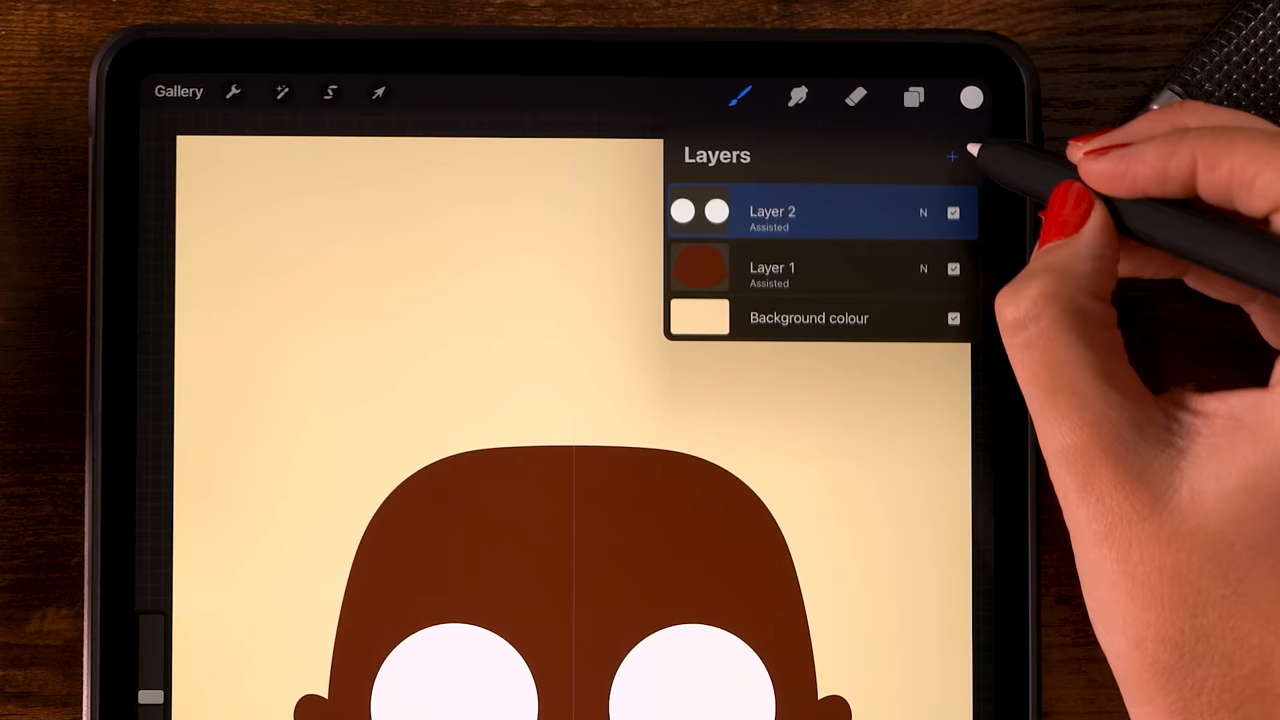 Gallery
Layers
Layer 2 N
Assisted
Layer 1 N
Assisted
Background colour